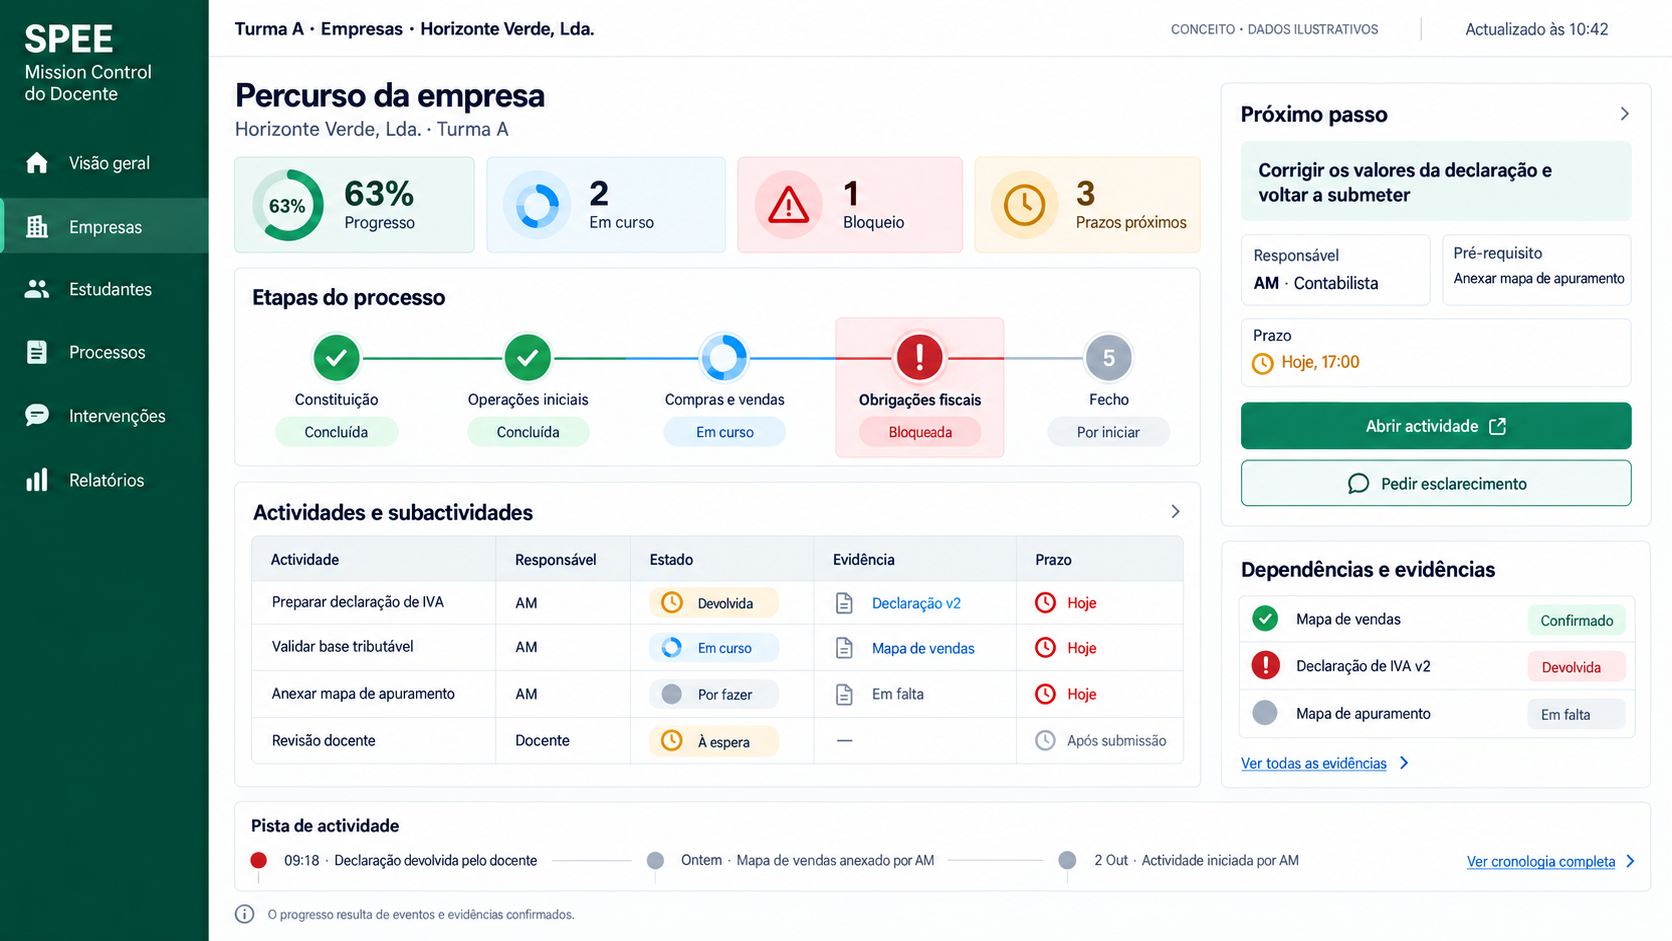 SPEE
Mission Control
do Docente
Visão geral
Empresas
Estudantes
Processos
Intervenções
Relatórios
Turma A · Empresas · Horizonte Verde, Lda.
CONCEITO · DADOS ILUSTRATIVOS
Actualizado às 10:42
Percurso da empresa
Horizonte Verde, Lda. · Turma A
63%
63%
Progresso
2
Em curso
1
Bloqueio
3
Prazos próximos
Etapas do processo
5
Constituição
Operações iniciais
Compras e vendas
Obrigações fiscais
Fecho
Concluída
Concluída
Em curso
Bloqueada
Por iniciar
Actividades e subactividades
Actividade Responsável Estado Evidência Prazo
Preparar declaração de IVA AM Devolvida Declaração v2 Hoje
Validar base tributável AM Em curso Mapa de vendas Hoje
Anexar mapa de apuramento AM Por fazer Em falta Hoje
Revisão docente Docente À espera — Após submissão
Próximo passo
Corrigir os valores da declaração e
voltar a submeter
Responsável
AM · Contabilista
Pré-requisito
Anexar mapa de apuramento
Prazo
Hoje, 17:00
Abrir actividade
Pedir esclarecimento
Dependências e evidências
Mapa de vendas Confirmado
Declaração de IVA v2 Devolvida
Mapa de apuramento Em falta
Ver todas as evidências
Pista de actividade
09:18 · Declaração devolvida pelo docente
Ontem · Mapa de vendas anexado por AM
2 Out · Actividade iniciada por AM
Ver cronologia completa
O progresso resulta de eventos e evidências confirmados.